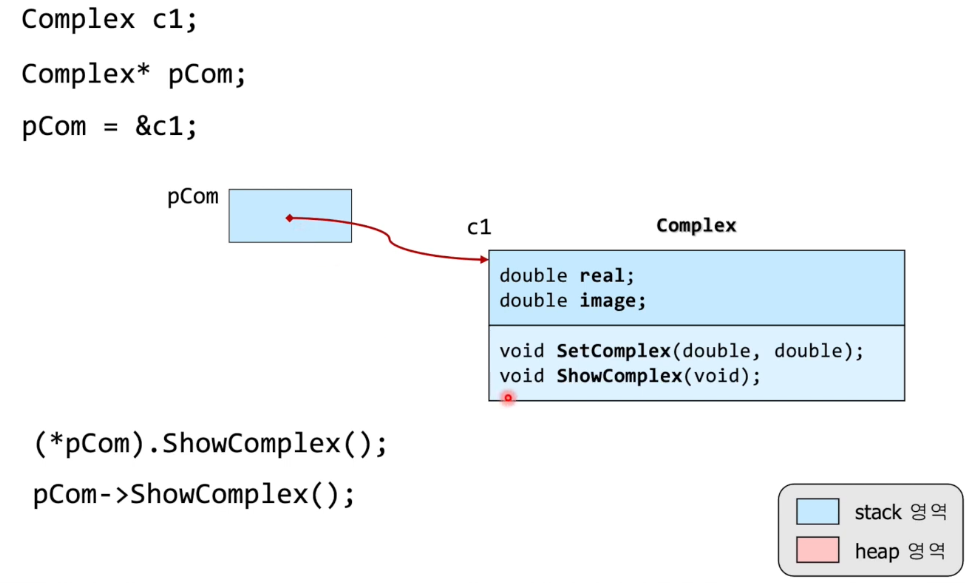 Complex c1;
Complex* pCom;
pCom = &c1;
pCom
c1
Complex
double real;
double image;
void SetComplex(double, double);
void ShowComplex(void);
(*pCom).ShowComplex();
pCom->ShowComplex();
stack 영역
heap 영역